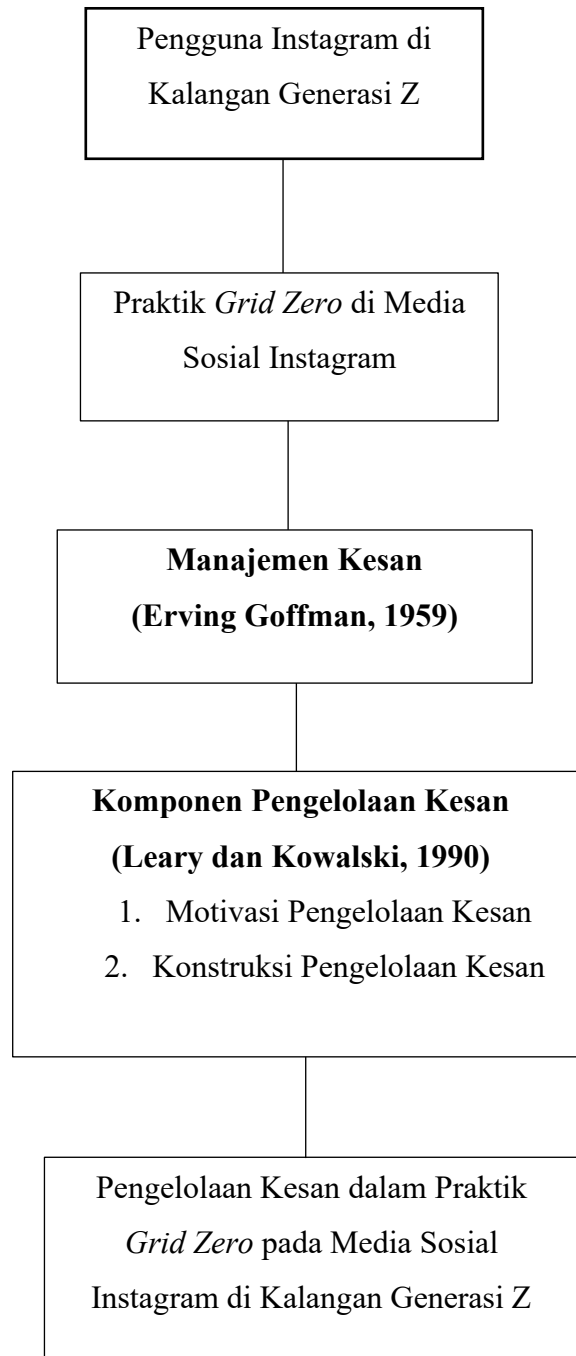 Pengguna Instagram di
Kalangan Generasi Z
Praktik Grid Zero di Media
Sosial Instagram
Manajemen Kesan
(Erving Goffman, 1959)
Komponen Pengelolaan Kesan
(Leary dan Kowalski, 1990)
1. Motivasi Pengelolaan Kesan
2. Konstruksi Pengelolaan Kesan
Pengelolaan Kesan dalam Praktik
Grid Zero pada Media Sosial
Instagram di Kalangan Generasi Z